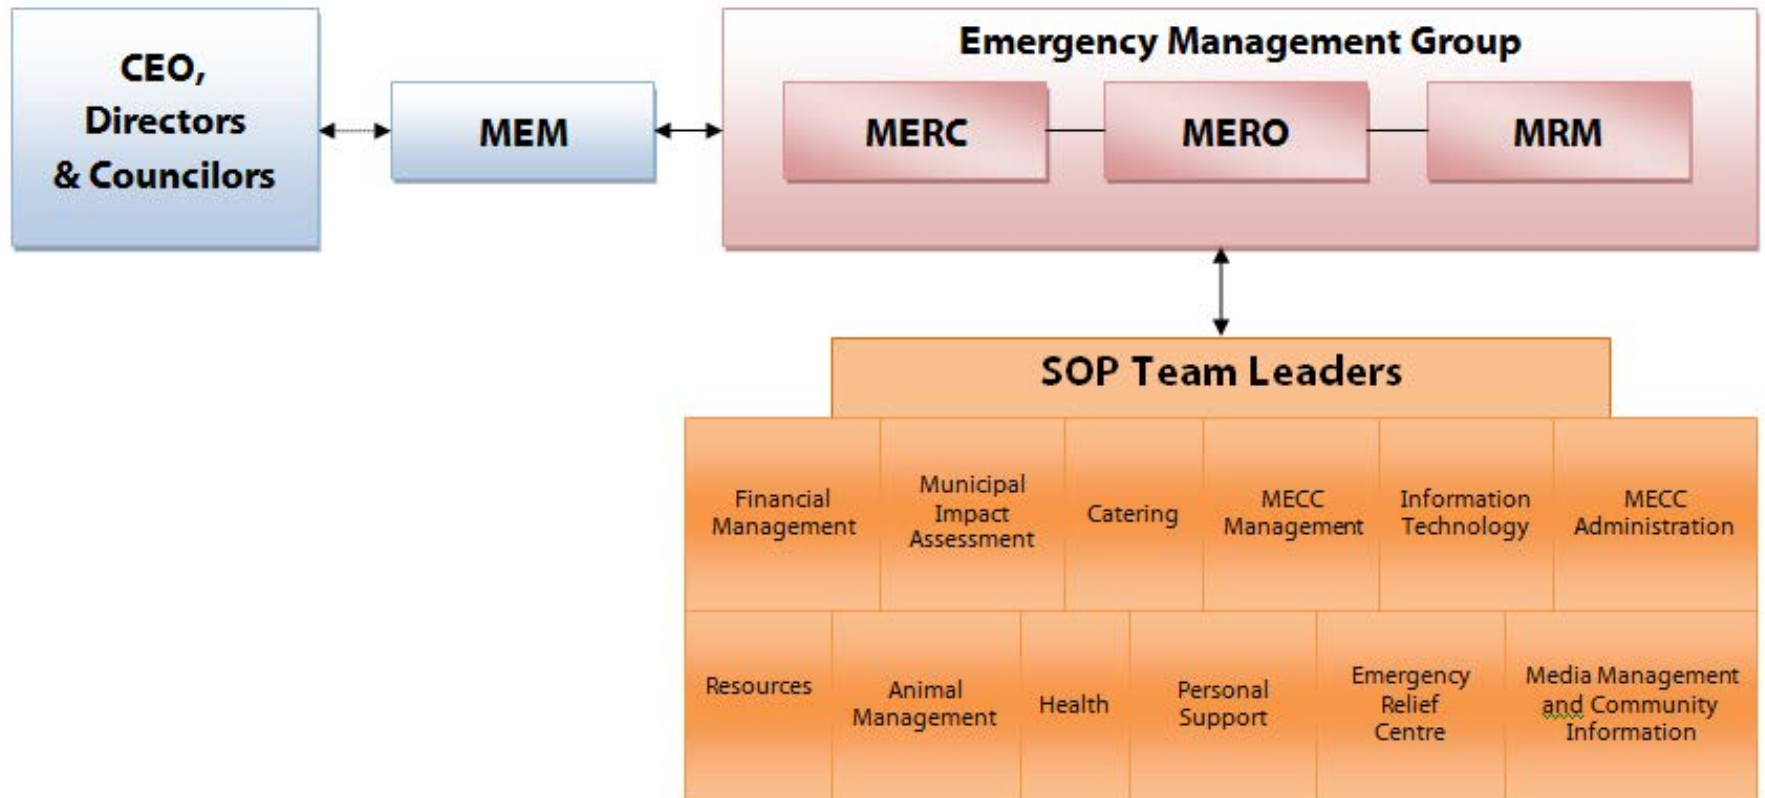 CEO,
Directors
& Councilors
MEM
Emergency Management Group
MERC
MERO
MRM
SOP Team Leaders
Financial
Management
Municipal
Impact
Assessment
Catering
MECC
Management
Information
Technology
MECC
Administration
Resources
Animal
Management
Health
Personal
Support
Emergency
Relief
Centre
Media Management
and Community
Information